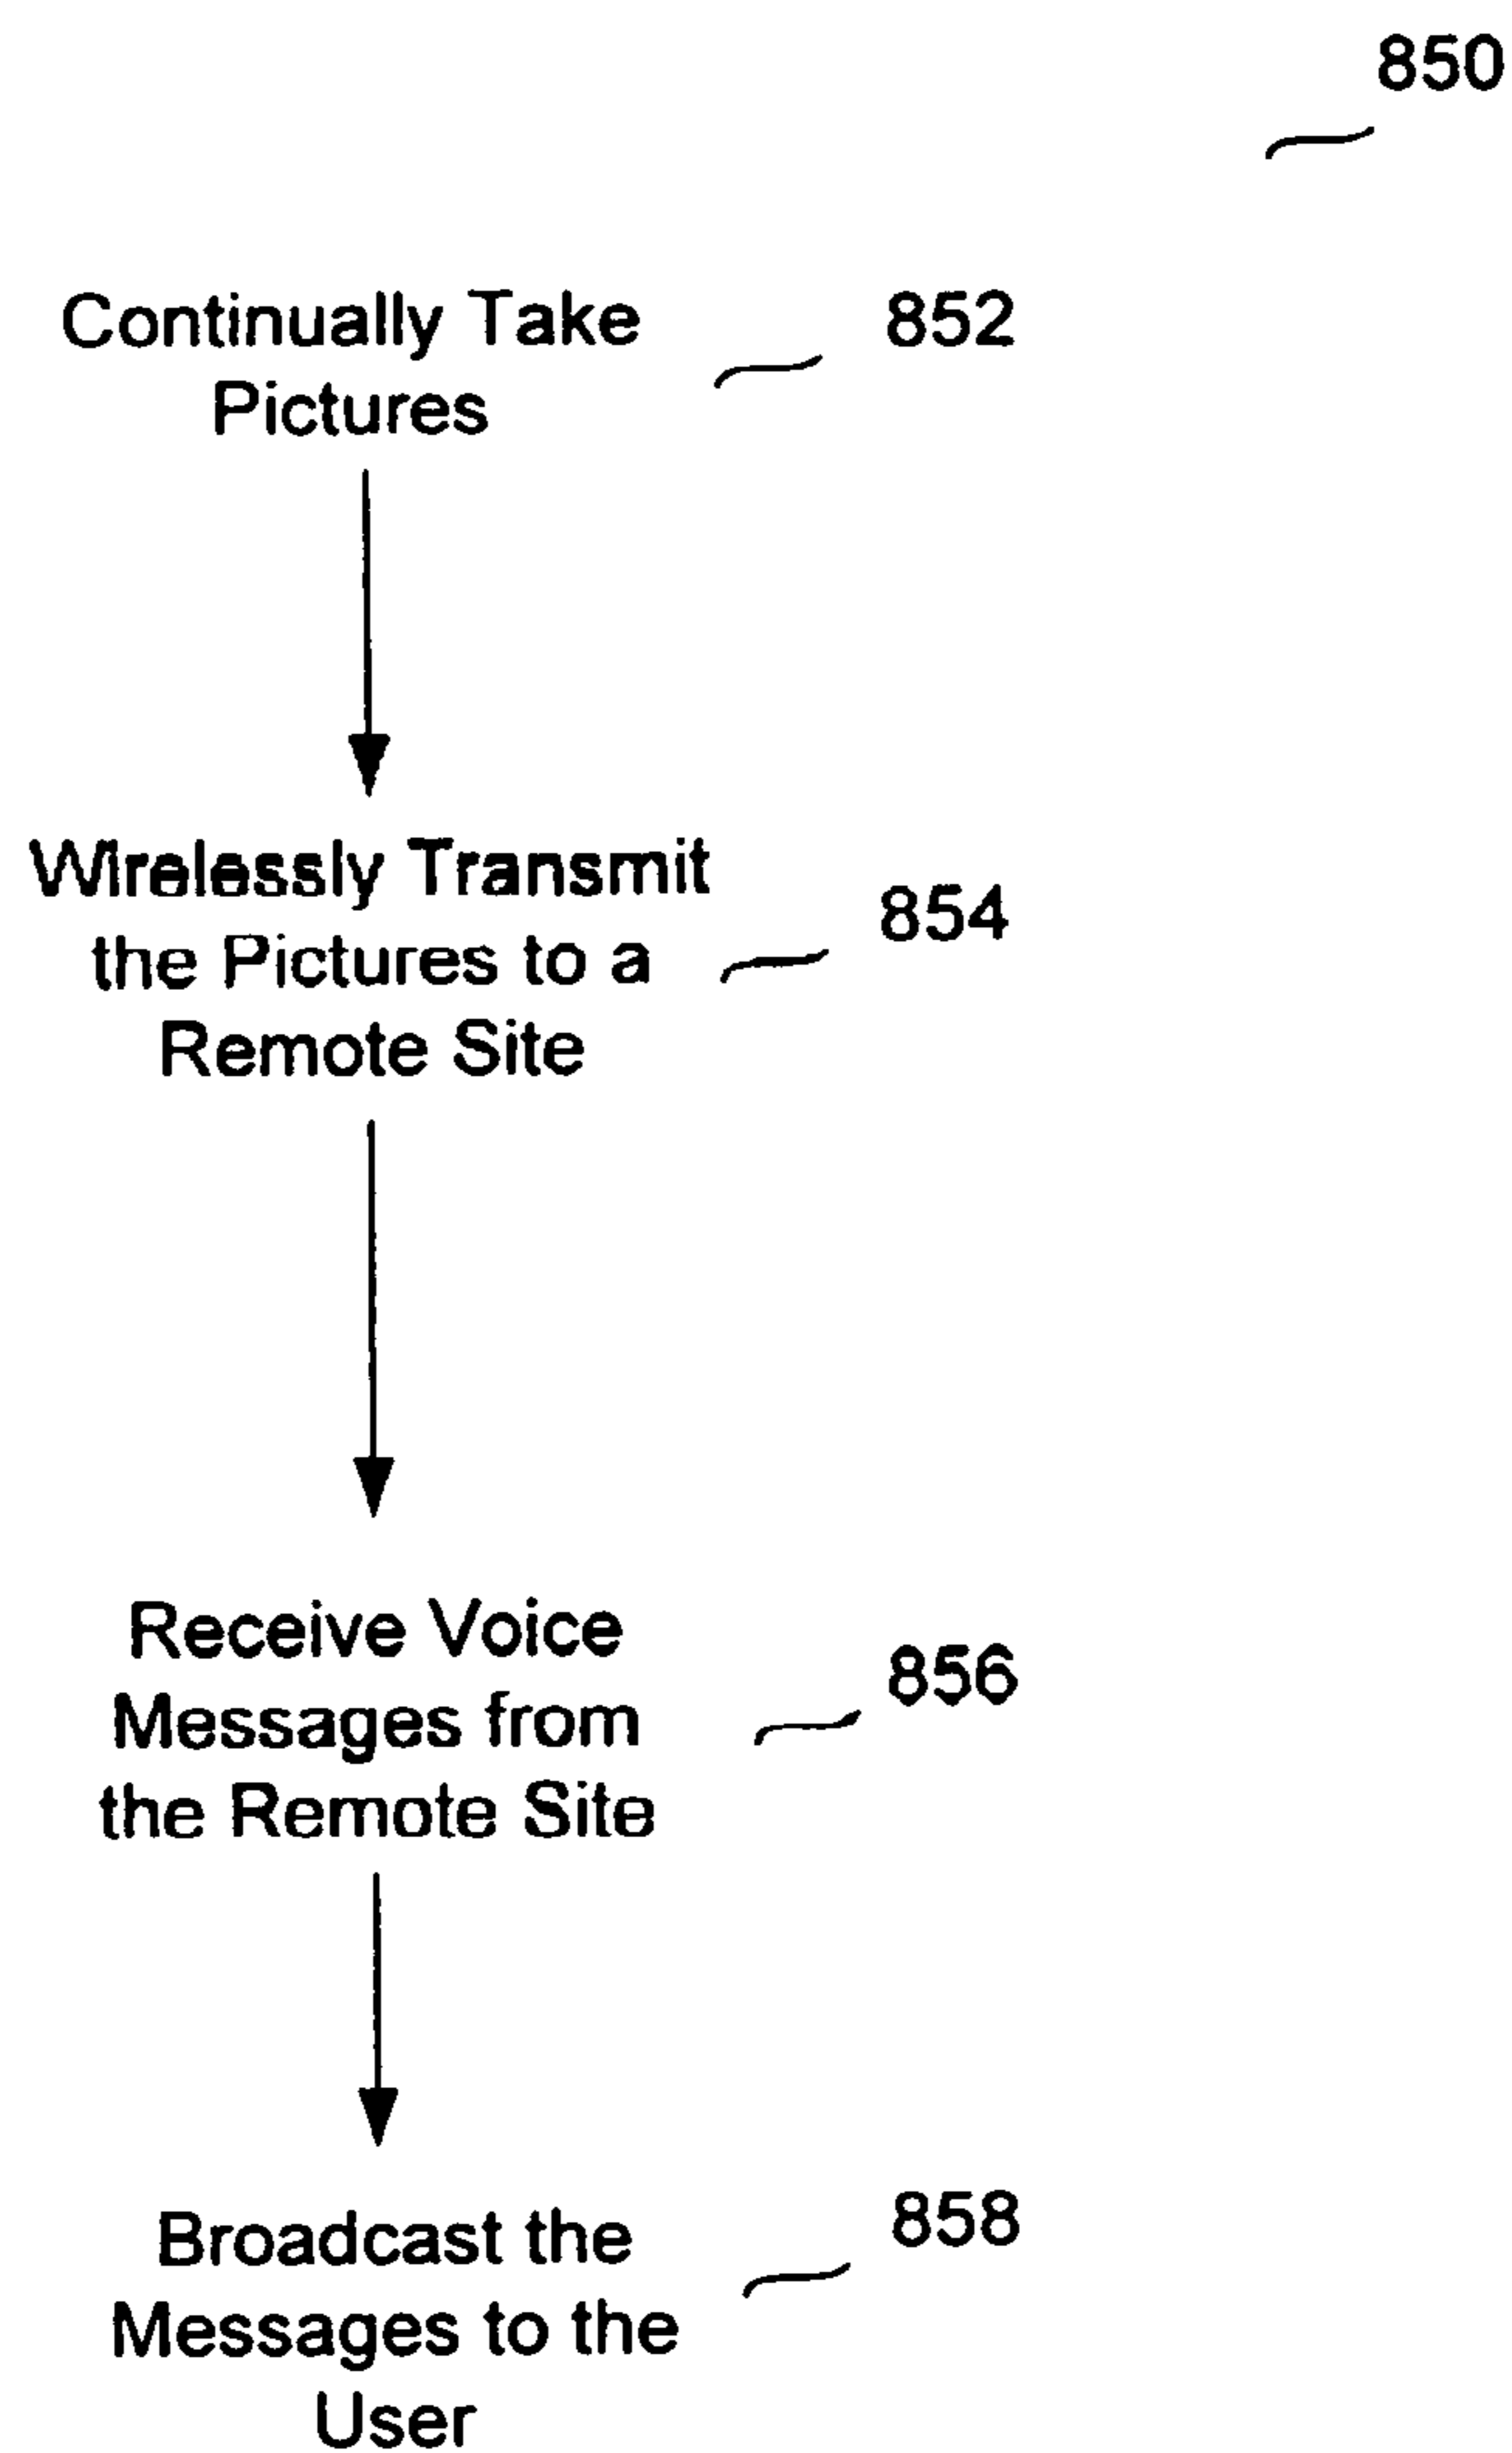 850
Continually Take
852
Pictures
Wirelessly Transmit
854
the Pictures to a
Remote Site
Receive Voice
856
Messages from
the Remote Site
Broadcast the
858
Messages to the
User